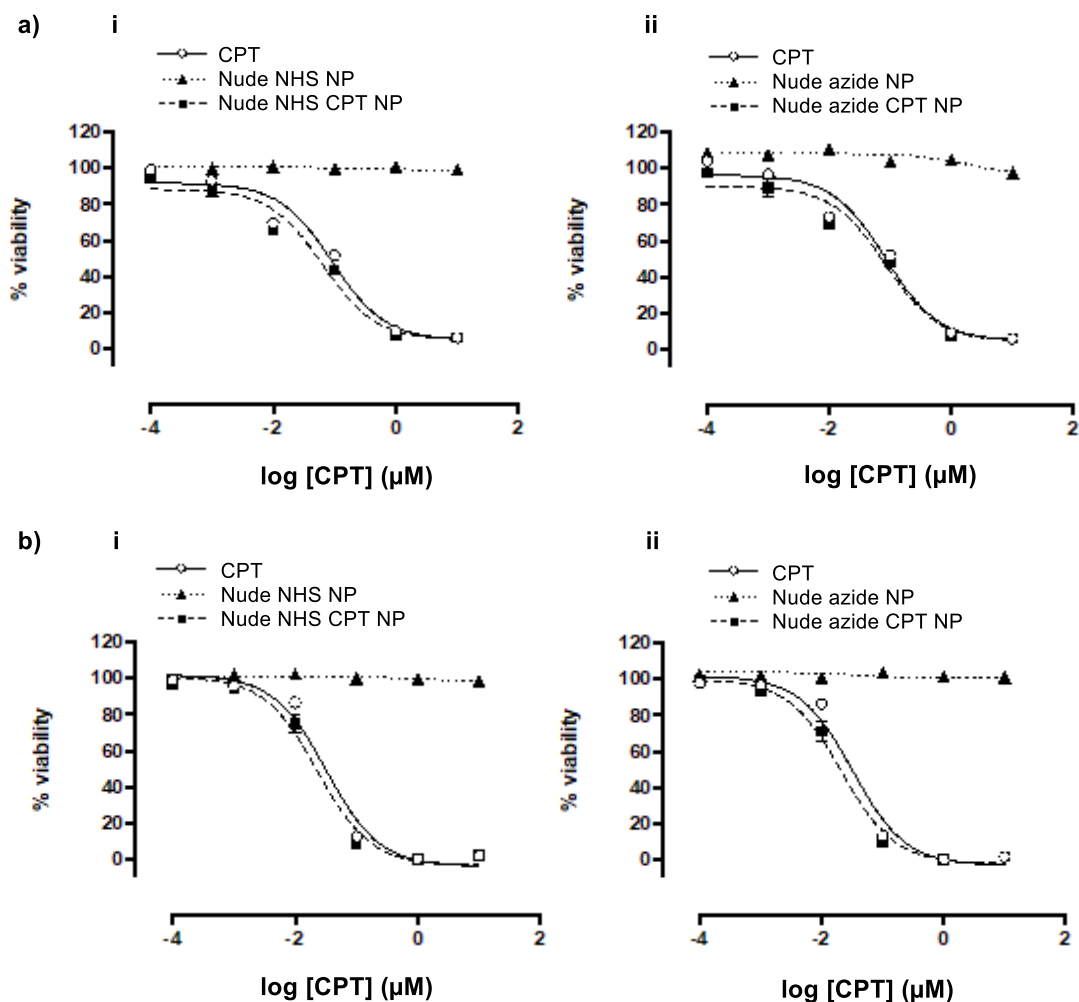 a) i ii
CPT
Nude NHS NP
Nude NHS CPT NP
CPT
Nude azide NP
Nude azide CPT NP
120
100
80
60
40
20
0
% viability
-4 -2 0 2
log [CPT] (µM)
120
100
80
60
40
20
0
% viability
-4 -2 0 2
log [CPT] (µM)
b) i ii
CPT
Nude NHS NP
Nude NHS CPT NP
CPT
Nude azide NP
Nude azide CPT NP
120
100
80
60
40
20
0
% viability
-4 -2 0 2
log [CPT] (µM)
120
100
80
60
40
20
0
% viability
-4 -2 0 2
log [CPT] (µM)